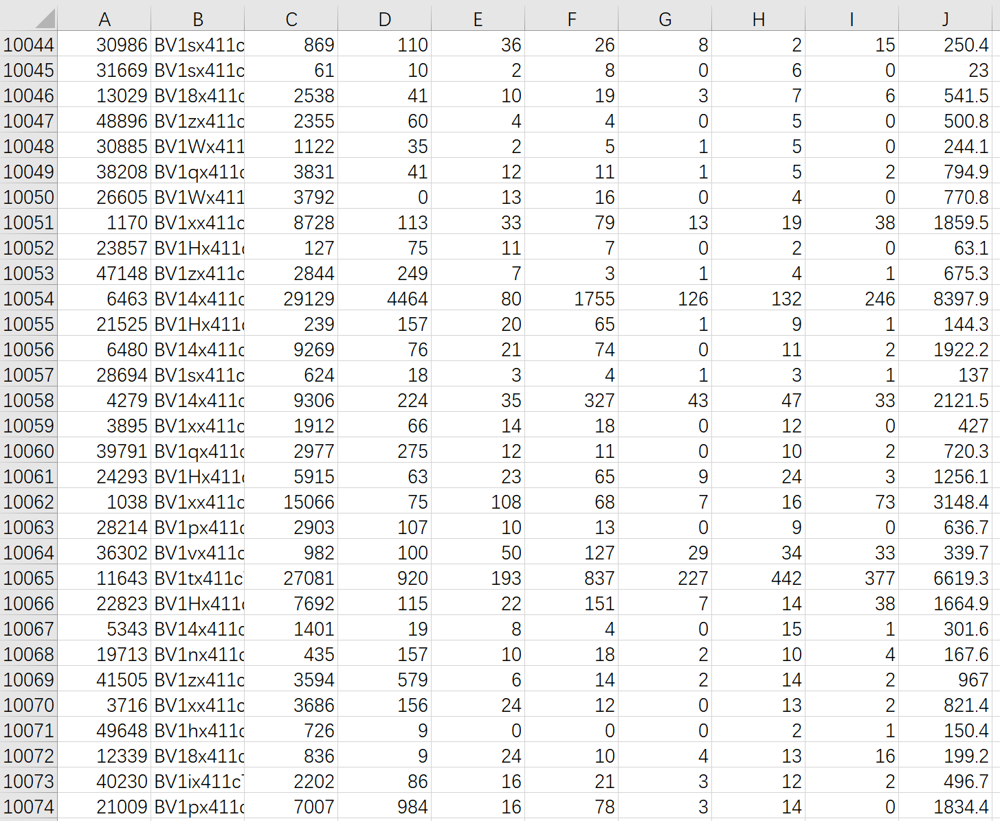 A B C D E F G H I J
10044 30986 BV1sx411c 869 110 36 26 8 2 15 250.4
10045 31669 BV1sx411c 61 10 2 8 0 6 0 23
10046 13029 BV18x411c 2538 41 10 19 3 7 6 541.5
10047 48896 BV1zx411c 2355 60 4 4 0 5 0 500.8
10048 30885 BV1Wx411 1122 35 2 5 1 5 0 244.1
10049 38208 BV1qx411c 3831 41 12 11 1 5 2 794.9
10050 26605 BV1Wx411 3792 0 13 16 0 4 0 770.8
10051 1170 BV1xx411c 8728 113 33 79 13 19 38 1859.5
10052 23857 BV1Hx411c 127 75 11 7 0 2 0 63.1
10053 47148 BV1zx411c 2844 249 7 3 1 4 1 675.3
10054 6463 BV14x411c 29129 4464 80 1755 126 132 246 8397.9
10055 21525 BV1Hx411c 239 157 20 65 1 9 1 144.3
10056 6480 BV14x411c 9269 76 21 74 0 11 2 1922.2
10057 28694 BV1sx411c 624 18 3 4 1 3 1 137
10058 4279 BV14x411c 9306 224 35 327 43 47 33 2121.5
10059 3895 BV1xx411c 1912 66 14 18 0 12 0 427
10060 39791 BV1qx411c 2977 275 12 11 0 10 2 720.3
10061 24293 BV1Hx411c 5915 63 23 65 9 24 3 1256.1
10062 1038 BV1xx411c 15066 75 108 68 7 16 73 3148.4
10063 28214 BV1px411c 2903 107 10 13 0 9 0 636.7
10064 36302 BV1vx411c 982 100 50 127 29 34 33 339.7
10065 11643 BV1tx411c 27081 920 193 837 227 442 377 6619.3
10066 22823 BV1Hx411c 7692 115 22 151 7 14 38 1664.9
10067 5343 BV14x411c 1401 19 8 4 0 15 1 301.6
10068 19713 BV1nx411c 435 157 10 18 2 10 4 167.6
10069 41505 BV1zx411c 3594 579 6 14 2 14 2 967
10070 3716 BV1xx411c 3686 156 24 12 0 13 2 821.4
10071 49648 BV1hx411c 726 9 0 0 0 2 1 150.4
10072 12339 BV18x411c 836 9 24 10 4 13 16 199.2
10073 40230 BV1ix411c 2202 86 16 21 3 12 2 496.7
10074 21009 BV1px411c 7007 984 16 78 3 14 0 1834.4